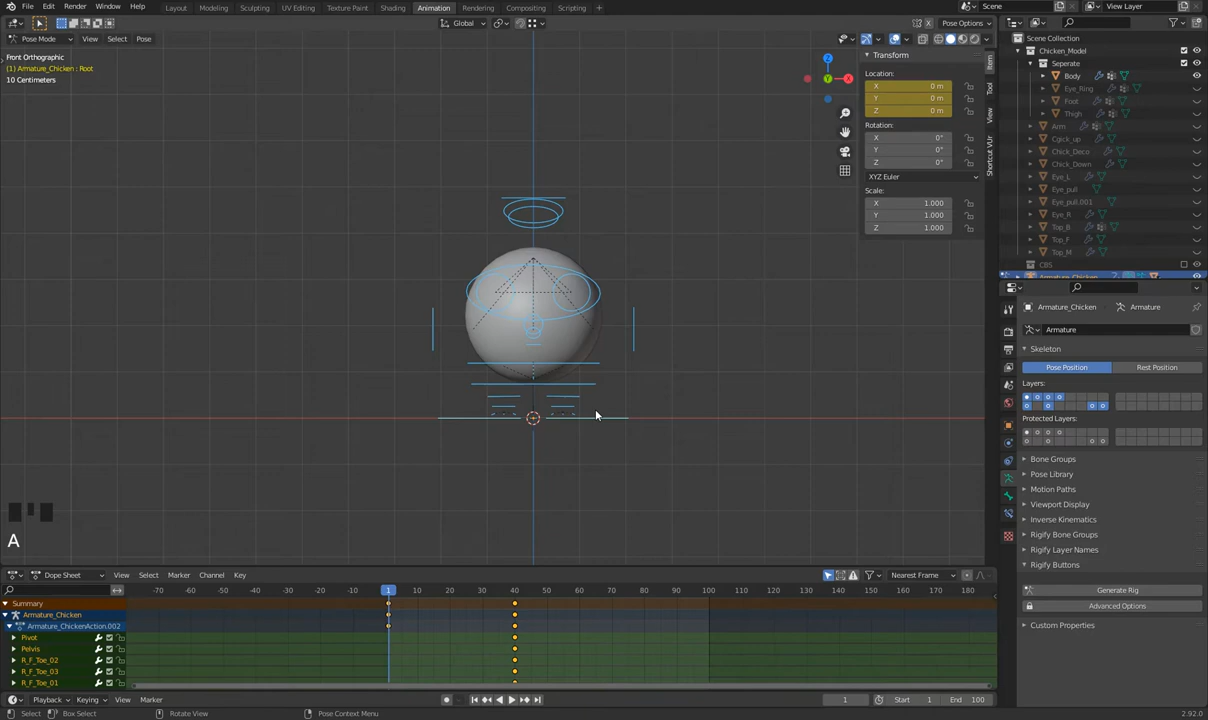 File Edit Render Window Help Layout Modeling Sculpting UV Editing Texture Paint Shading Animation Rendering Compositing Scripting + Scene View Layer
Global Pose Options
Pose Mode View Select Pose
Front Orthographic
(1) Armature_Chicken : Root
10 Centimeters
Z
Y
X
Transform
Location:
X 0 m
Y 0 m
Z 0 m
Rotation:
X 0°
Y 0°
Z 0°
XYZ Euler
Scale:
X 1.000
Y 1.000
Z 1.000
Item
Tool
View
Shortcut VUr
Scene Collection
Chicken_Model
Seperate
Body
Eye_Ring
Foot
Thigh
Arm
Cgick_up
Chick_Deco
Chick_Down
Eye_L
Eye_pull
Eye_pull.001
Eye_R
Top_B
Top_F
Top_M
CBS
Armature_Chicken
Armature_Chicken Armature
Armature
Skeleton
Pose Position Rest Position
Layers:
Protected Layers:
Bone Groups
Pose Library
Motion Paths
Viewport Display
Inverse Kinematics
Rigify Bone Groups
Rigify Layer Names
Rigify Buttons
Generate Rig
Advanced Options
Custom Properties
A
Dope Sheet View Select Marker Channel Key Nearest Frame
-70 -60 -50 -40 -30 -20 -10 1 10 20 30 40 50 60 70 80 90 100 110 120 130 140 150 160 170 180
Summary
Armature_Chicken
Armature_ChickenAction.002
Pivot
Pelvis
R_F_Toe_02
R_F_Toe_03
R_F_Toe_01
Playback Keying View Marker 1 Start 1 End 100
Select Box Select Rotate View Pose Context Menu 2.92.0